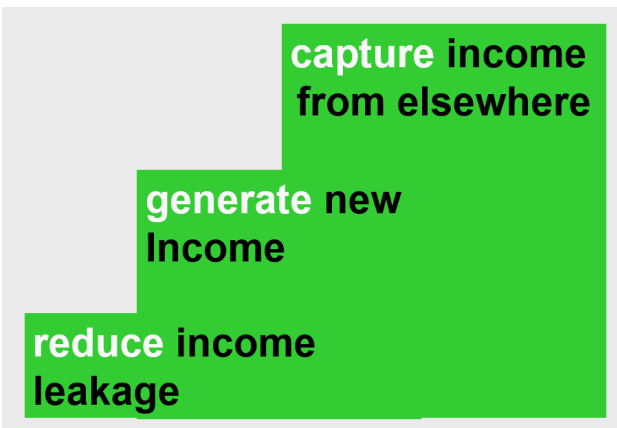 capture income
from elsewhere
generate new
Income
reduce income
leakage